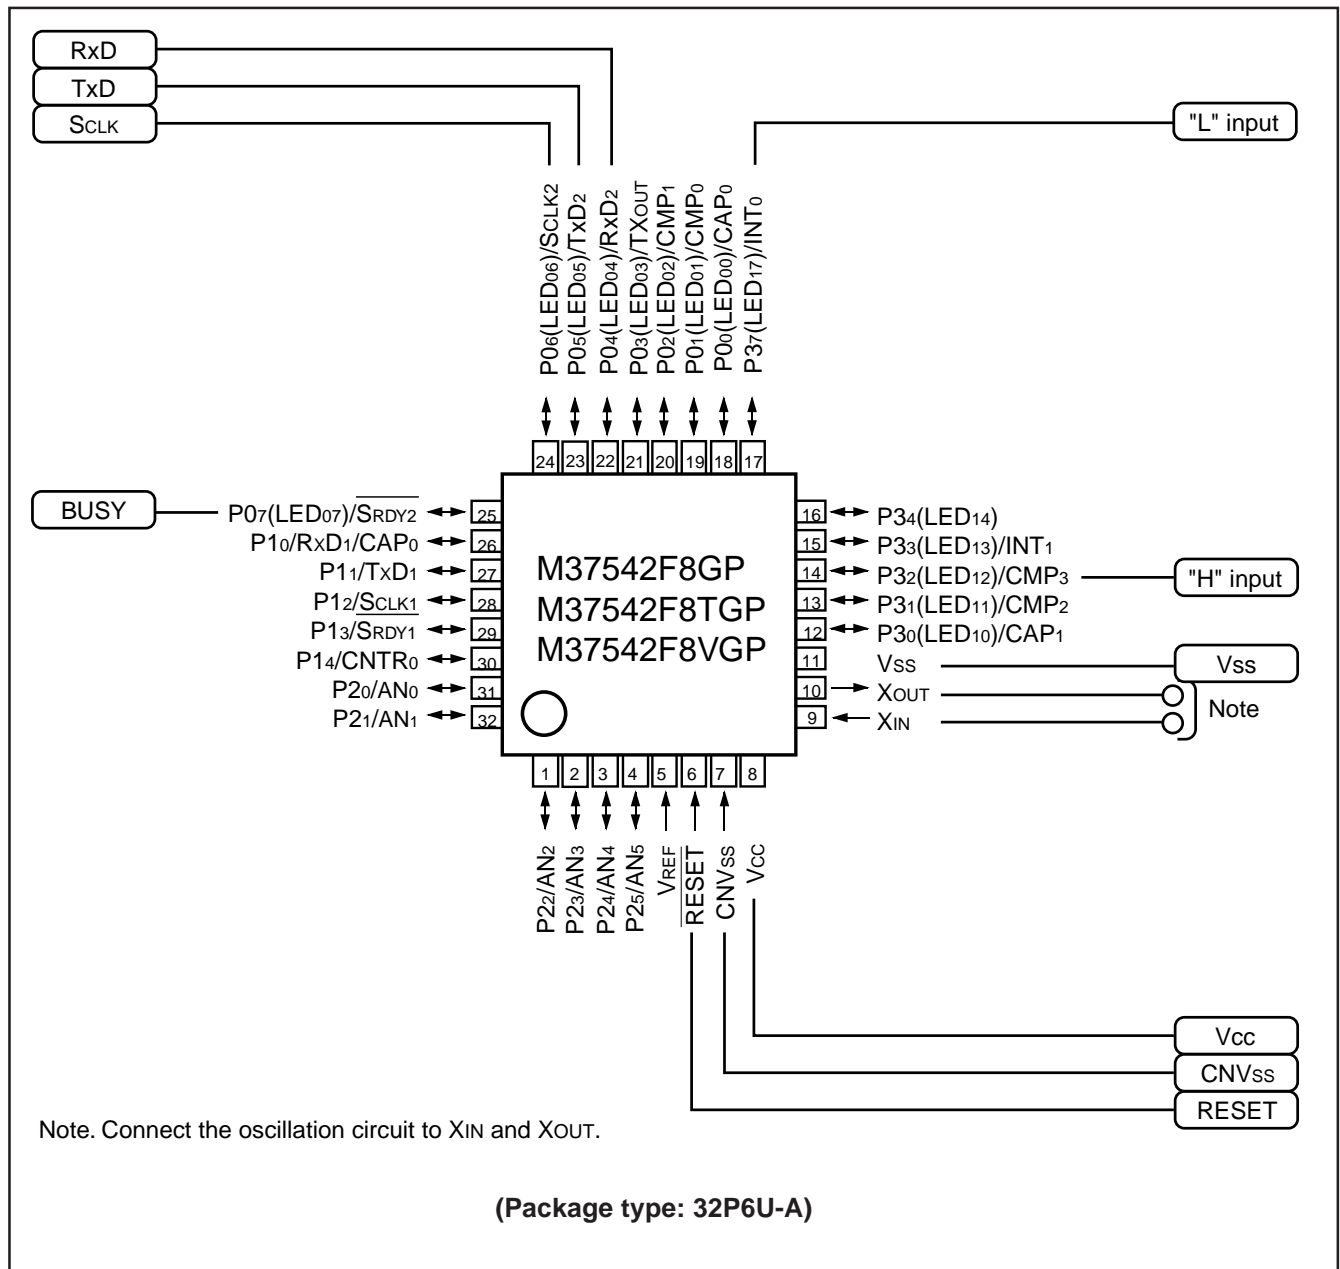 RxD
TxD
SCLK
"L" input
P06(LED06)/SCLK2
P05(LED05)/TxD2
P04(LED04)/RxD2
P03(LED03)/TXOUT
P02(LED02)/CMP1
P01(LED01)/CMP0
P00(LED00)/CAP0
P37(LED17)/INT0
24 23 22 21 20 19 18 17
BUSY
P07(LED07)/SRDY2 25
P10/RxD1/CAP0 26
P11/TxD1 27
P12/SCLK1 28
P13/SRDY1 29
P14/CNTR0 30
P20/AN0 31
P21/AN1 32
M37542F8GP
M37542F8TGP
M37542F8VGP
16 P34(LED14)
15 P33(LED13)/INT1
14 P32(LED12)/CMP3
"H" input
13 P31(LED11)/CMP2
12 P30(LED10)/CAP1
11 VSS
Vss
10 XOUT
9 XIN
Note
1 2 3 4 5 6 7 8
P22/AN2
P23/AN3
P24/AN4
P25/AN5
VREF
RESET
CNVSS
VCC
Vcc
CNVSS
RESET
Note. Connect the oscillation circuit to XIN and XOUT.
(Package type: 32P6U-A)